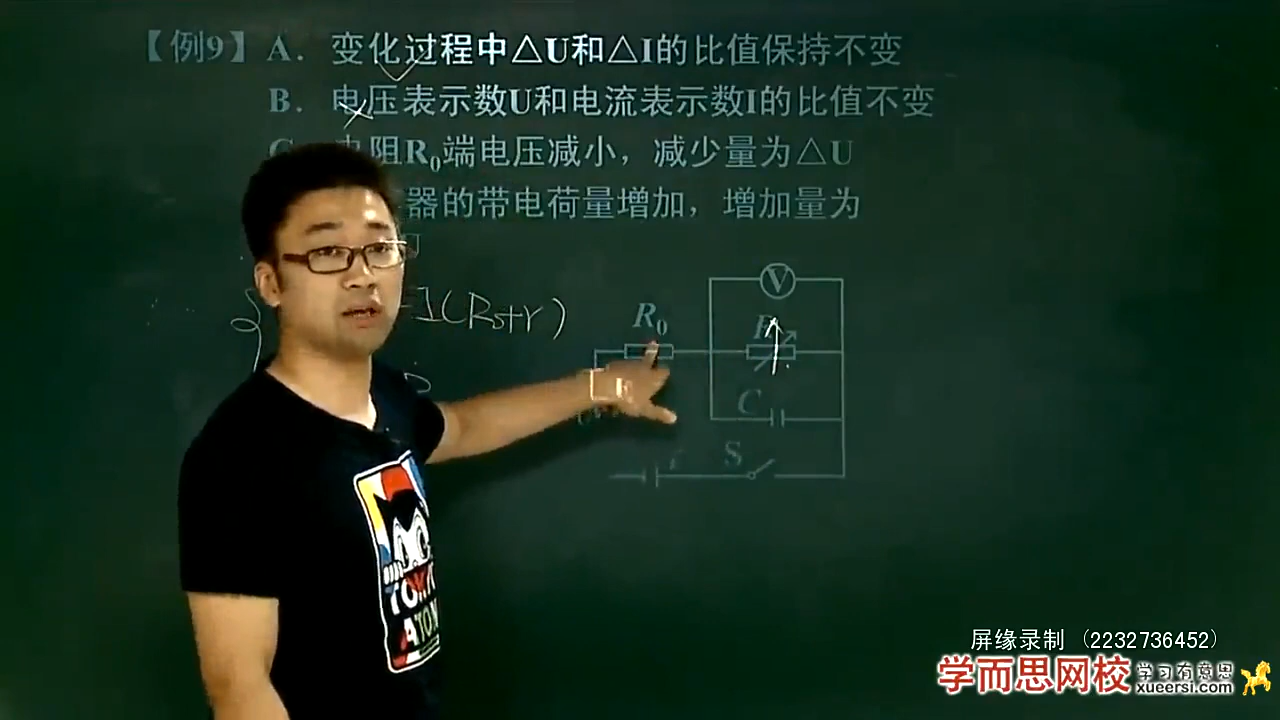 【例9】A. 变化过程中△U和△I的比值保持不变
B. 电压表示数U和电流表示数I的比值不变
电阻R₀端电压减小，减少量为△U
器的带电荷量增加，增加量为
I(R₀+r)
V
R₀
C
S
TOKI
ATOM
屏缘录制 (2232736452)
学而思网校 学习有意思
xueersi.com